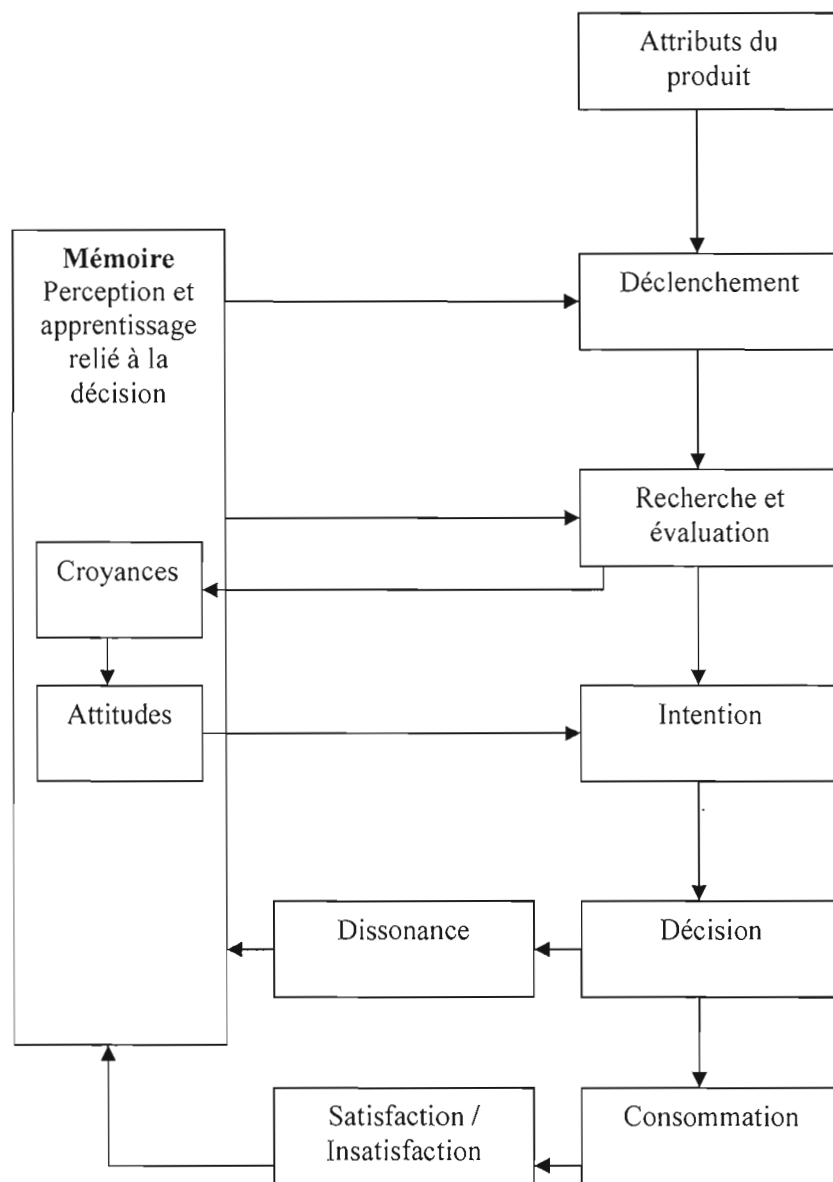 Attributs du
produit
Mémoire
Perception et
apprentissage
relié à la
décision
Déclenchement
Recherche et
évaluation
Croyances
Attitudes
Intention
Dissonance
Décision
Satisfaction /
Insatisfaction
Consommation